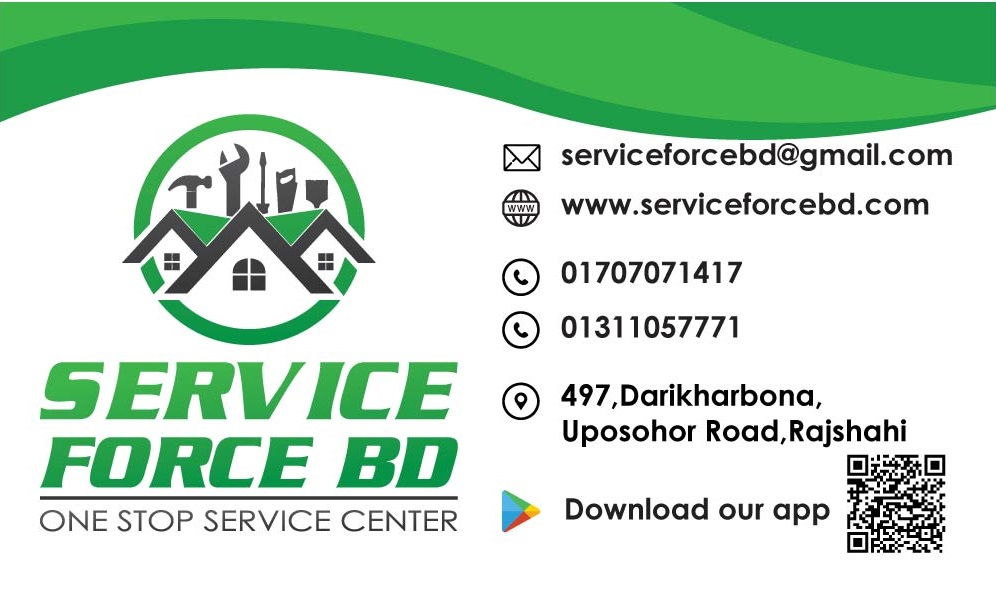 SERVICE
FORCE BD
ONE STOP SERVICE CENTER
serviceforcebd@gmail.com
WWW
www.serviceforcebd.com
01707071417
01311057771
497,Darikharbona,
Uposohor Road,Rajshahi
Download our app